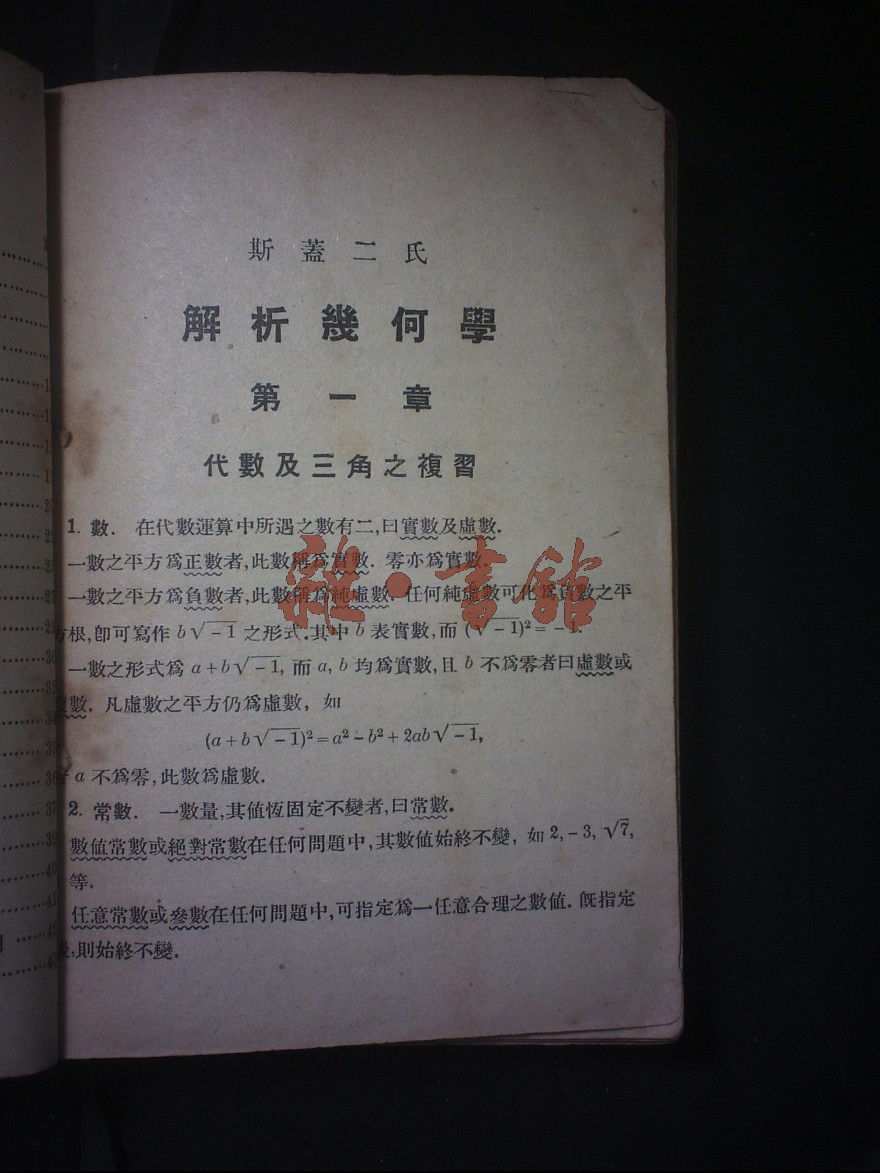 斯蓋二氏
解析幾何學
第一章
代數及三角之複習
1. 數. 在代數運算中所遇之數有二,曰實數及虛數.
一數之平方爲正數者,此數稱爲實數. 零亦爲實數.
一數之平方爲負數者,此數稱爲純虛數. 任何純虛數可化爲負數之平
方根,卽可寫作 b√-1 之形式.其中 b 表實數,而 (√-1)²=-1.
一數之形式爲 a+b√-1, 而 a, b 均爲實數,且 b 不爲零者曰虛數或
數. 凡虛數之平方仍爲虛數, 如
(a+b√-1)²=a²-b²+2ab√-1,
a 不爲零,此數爲虛數.
2. 常數. 一數量,其値恆固定不變者,曰常數.
數値常數或絕對常數在任何問題中,其數値始終不變, 如 2,-3, √7,
等.
任意常數或參數在任何問題中,可指定爲一任意合理之數値. 旣指定
,則始終不變.
雜·書館